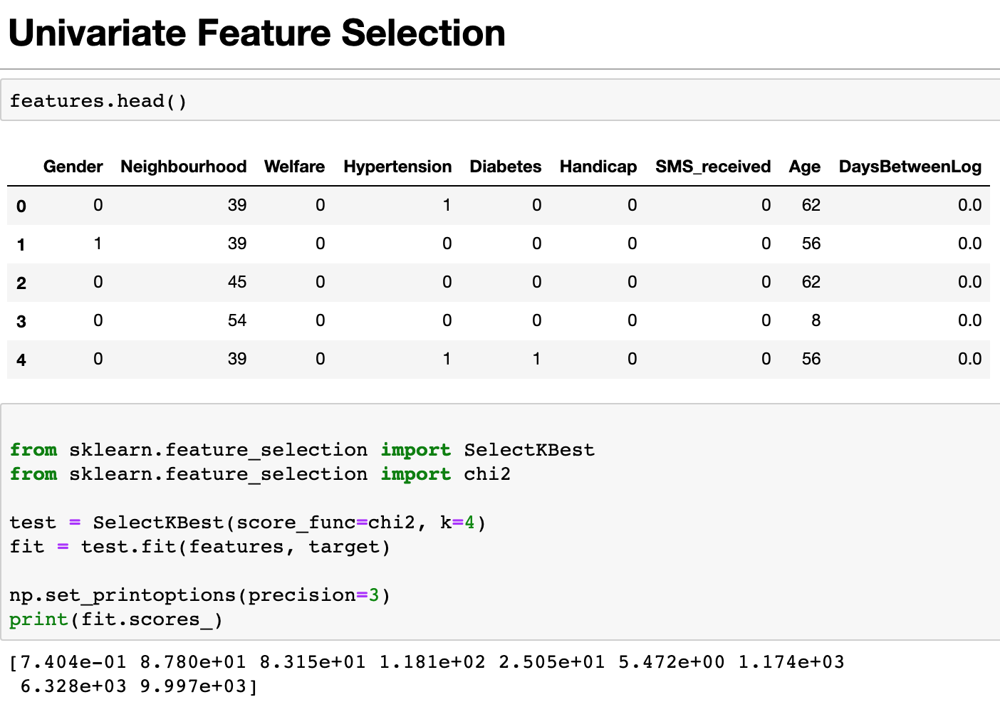 Univariate Feature Selection
features.head()
Gender Neighbourhood Welfare Hypertension Diabetes Handicap SMS_received Age DaysBetweenLog
0 0 39 0 1 0 0 0 62 0.0
1 1 39 0 0 0 0 0 56 0.0
2 0 45 0 0 0 0 0 62 0.0
3 0 54 0 0 0 0 0 8 0.0
4 0 39 0 1 1 0 0 56 0.0
from sklearn.feature_selection import SelectKBest
from sklearn.feature_selection import chi2
test = SelectKBest(score_func=chi2, k=4)
fit = test.fit(features, target)
np.set_printoptions(precision=3)
print(fit.scores_)
[7.404e-01 8.780e+01 8.315e+01 1.181e+02 2.505e+01 5.472e+00 1.174e+03
6.328e+03 9.997e+03]